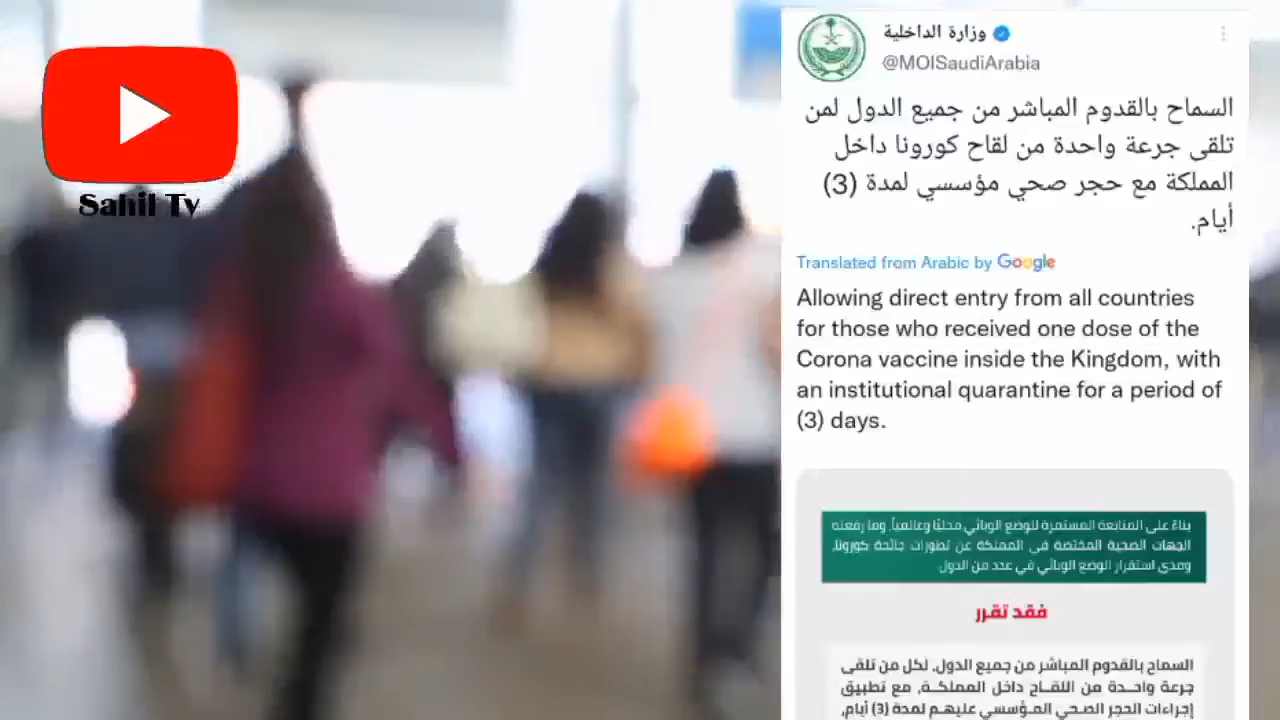 Sahil Tv
وزارة الداخلية
@MOISaudiArabia
السماح بالقدوم المباشر من جميع الدول لمن
تلقى جرعة واحدة من لقاح كورونا داخل
المملكة مع حجر صحي مؤسسي لمدة (3)
أيام.
Translated from Arabic by Google
Allowing direct entry from all countries
for those who received one dose of the
Corona vaccine inside the Kingdom, with
an institutional quarantine for a period of
(3) days.
بناءً على المتابعة المستمرة للوضع الوبائي محليًا وعالمياً، وما رفعته
الجهات الصحية المختصة في المملكة عن تطورات جائحة كورونا،
ومدى استقرار الوضع الوبائي في عدد من الدول.
فقد تقرر
السماح بالقدوم المباشر من جميع الدول، لكل من تلقى
جرعة واحـدة من اللقـاح داخل المملكـة، مع تطبيق
إجراءات الحجر الصحي المـؤسسي عليهم لمدة (3) أيام،